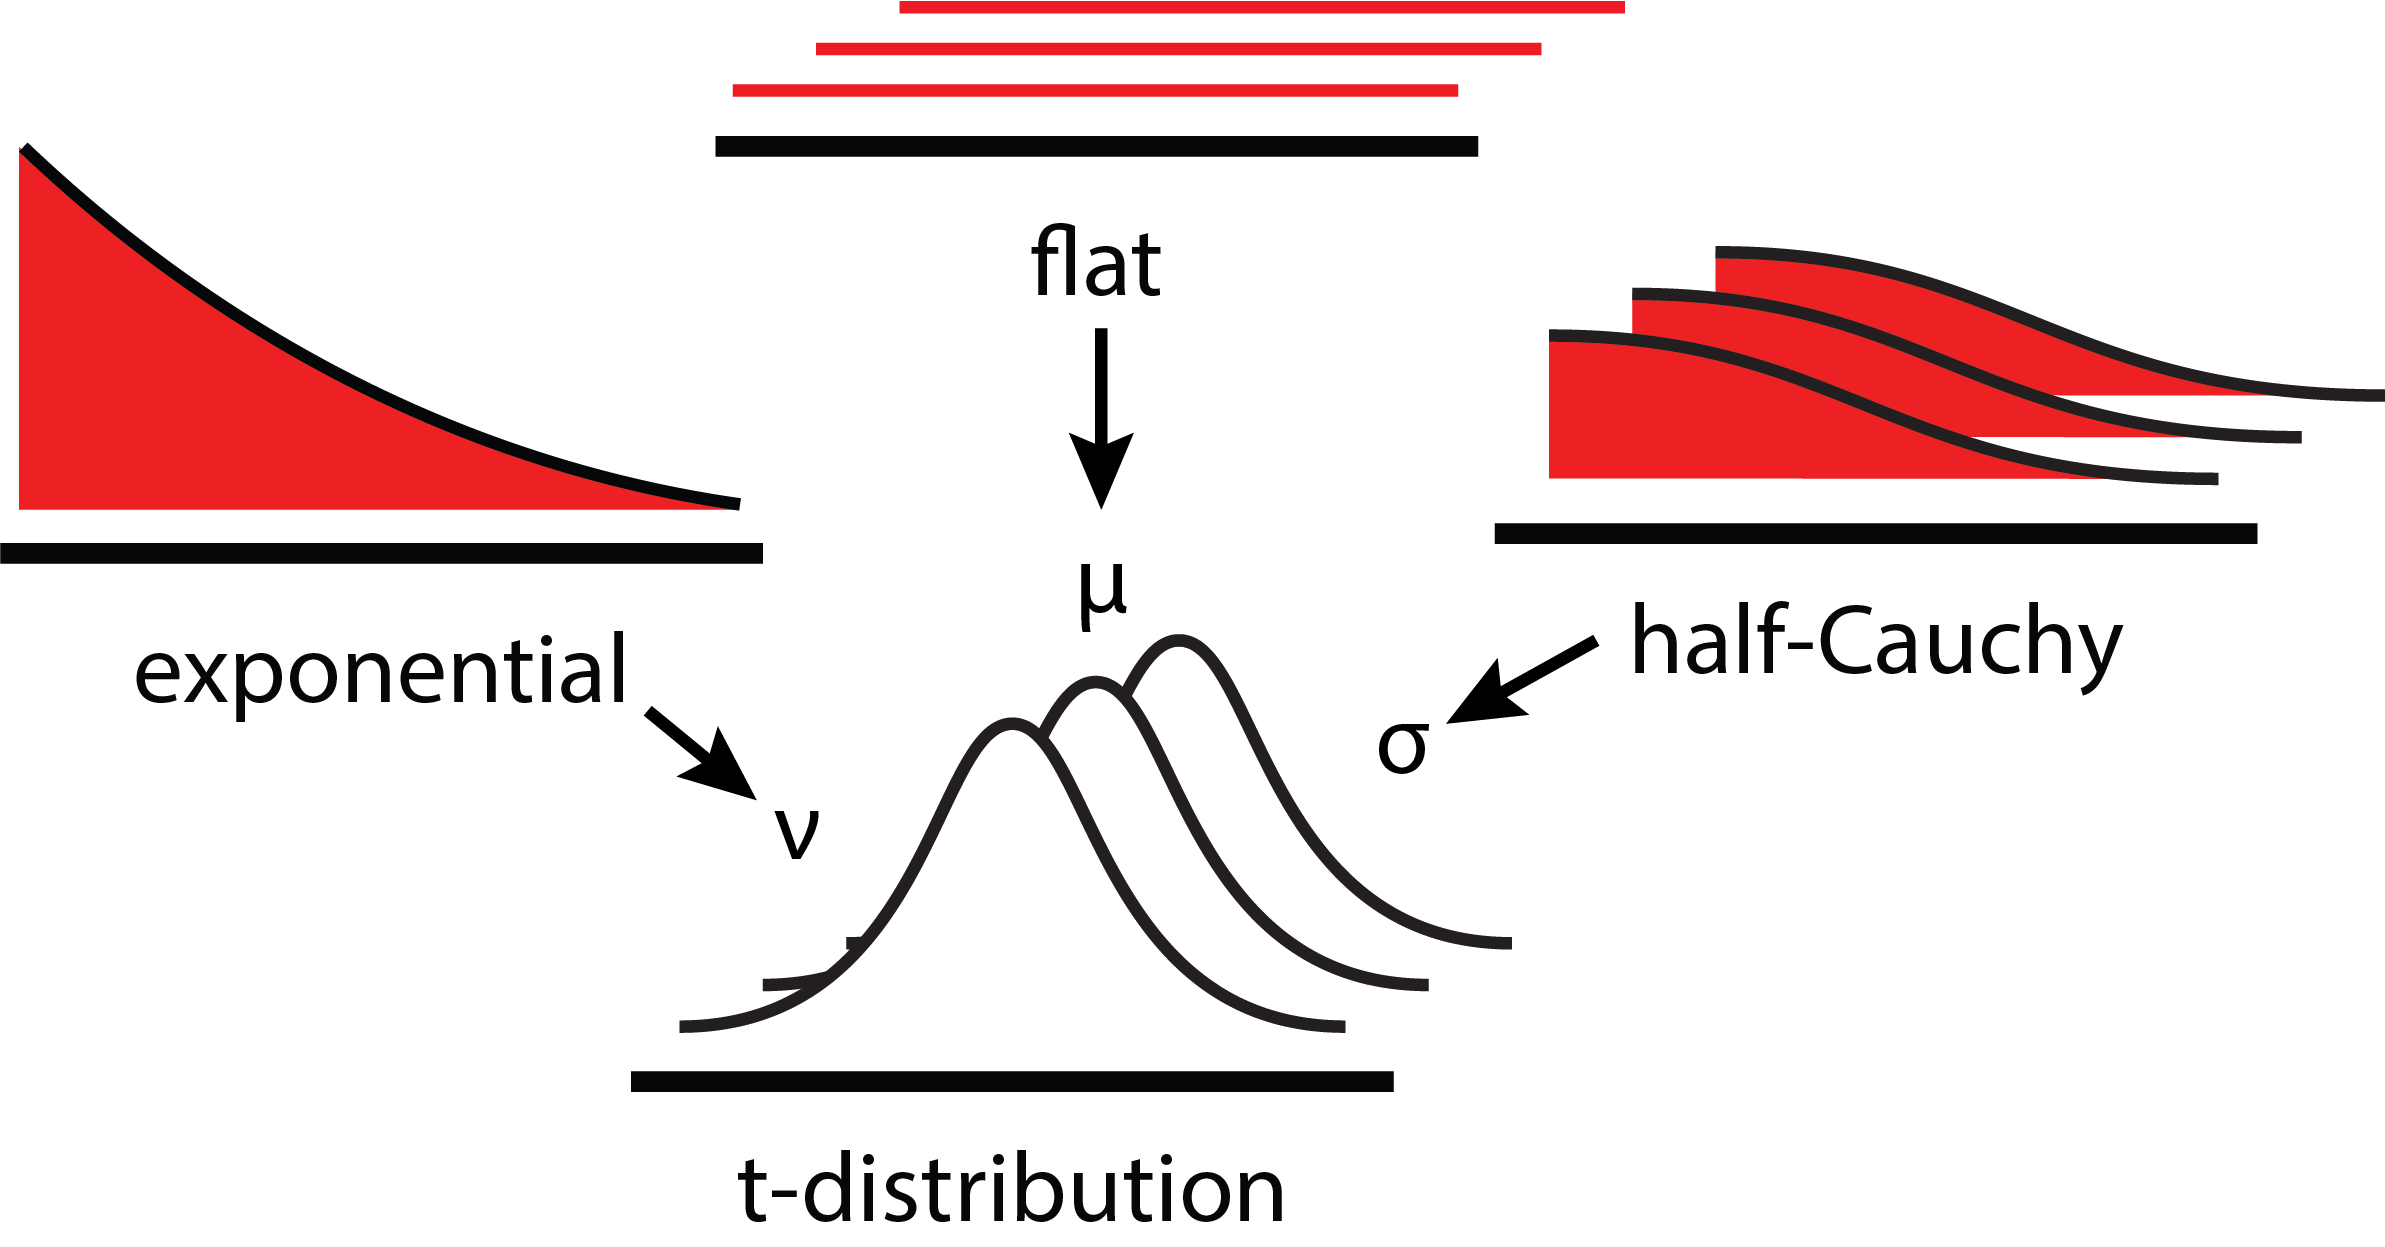 flat
μ
exponential
half-Cauchy
ν
σ
t-distribution